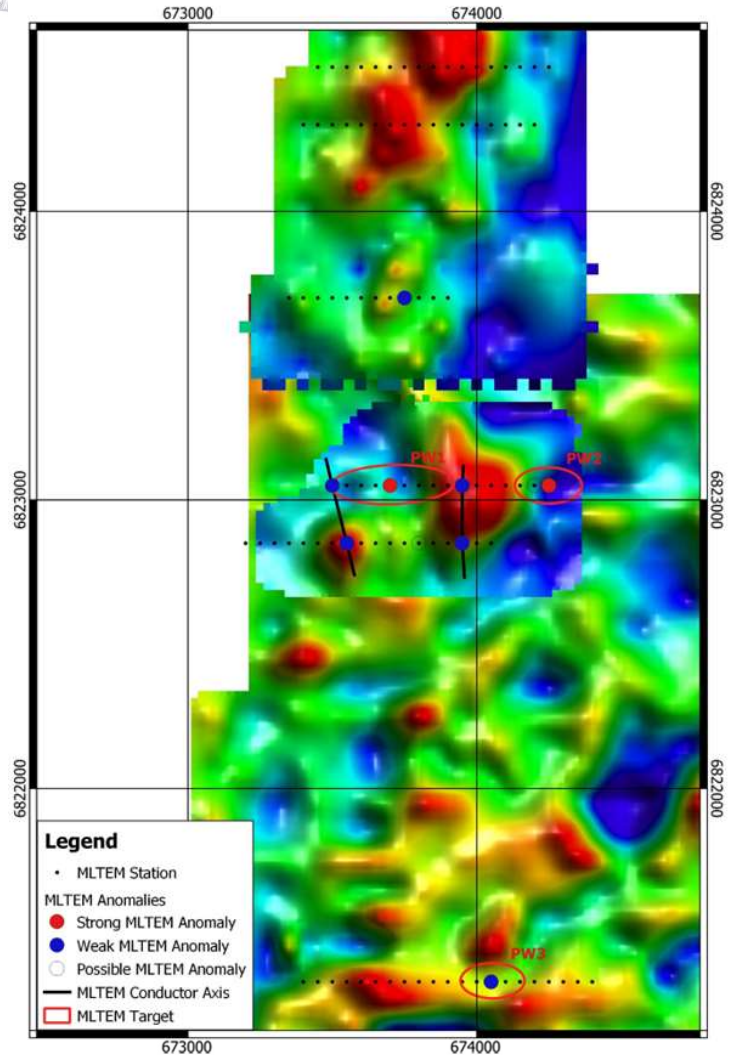 673000 674000
6824000 6824000
PW1 PW2
6823000 6823000
6822000 6822000
Legend
MLTEM Station
MLTEM Anomalies
Strong MLTEM Anomaly
Weak MLTEM Anomaly
Possible MLTEM Anomaly
MLTEM Conductor Axis
MLTEM Target
PW3
673000 674000